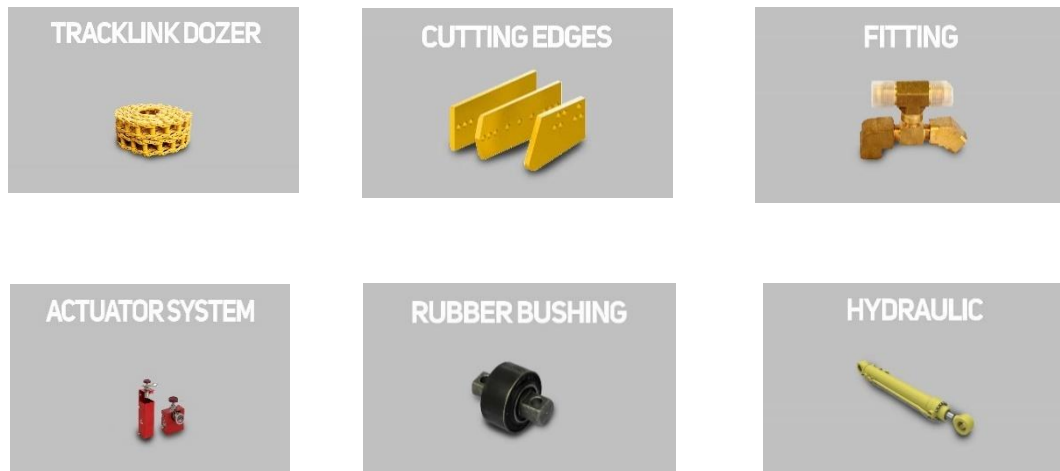 TRACKLINK DOZER
CUTTING EDGES
FITTING
ACTUATOR SYSTEM
RUBBER BUSHING
HYDRAULIC